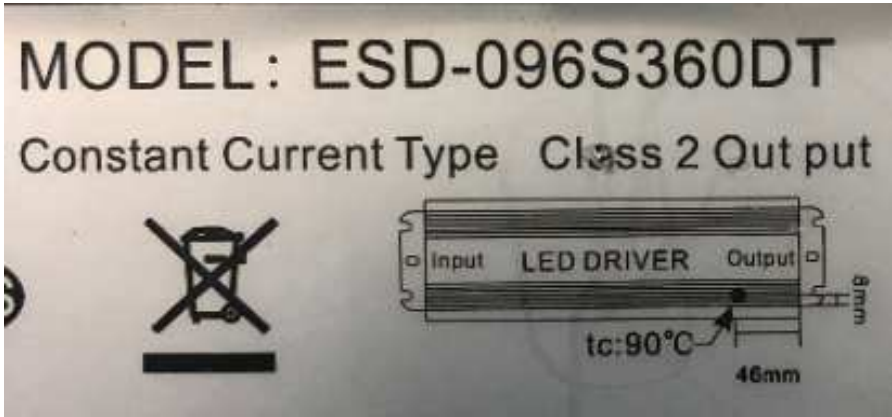 MODEL: ESD-096S360DT
Constant Current Type Class 2 Out put
Input LED DRIVER Output
8mm
tc:90°C
46mm